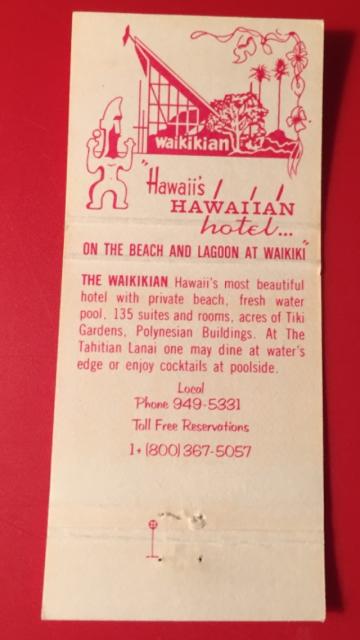 waikikian
"Hawaii's
HAWAIIAN
hotel..."
ON THE BEACH AND LAGOON AT WAIKIKI
THE WAIKIKIAN Hawaii's most beautiful
hotel with private beach, fresh water
pool, 135 suites and rooms, acres of Tiki
Gardens, Polynesian Buildings. At The
Tahitian Lanai one may dine at water's
edge or enjoy cocktails at poolside.
Local
Phone 949-5331
Toll Free Reservations
1+(800)367-5057